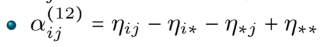 • α_{ij}^{(12)} = η_{ij} − η_{i*} − η_{*j} + η_{**}